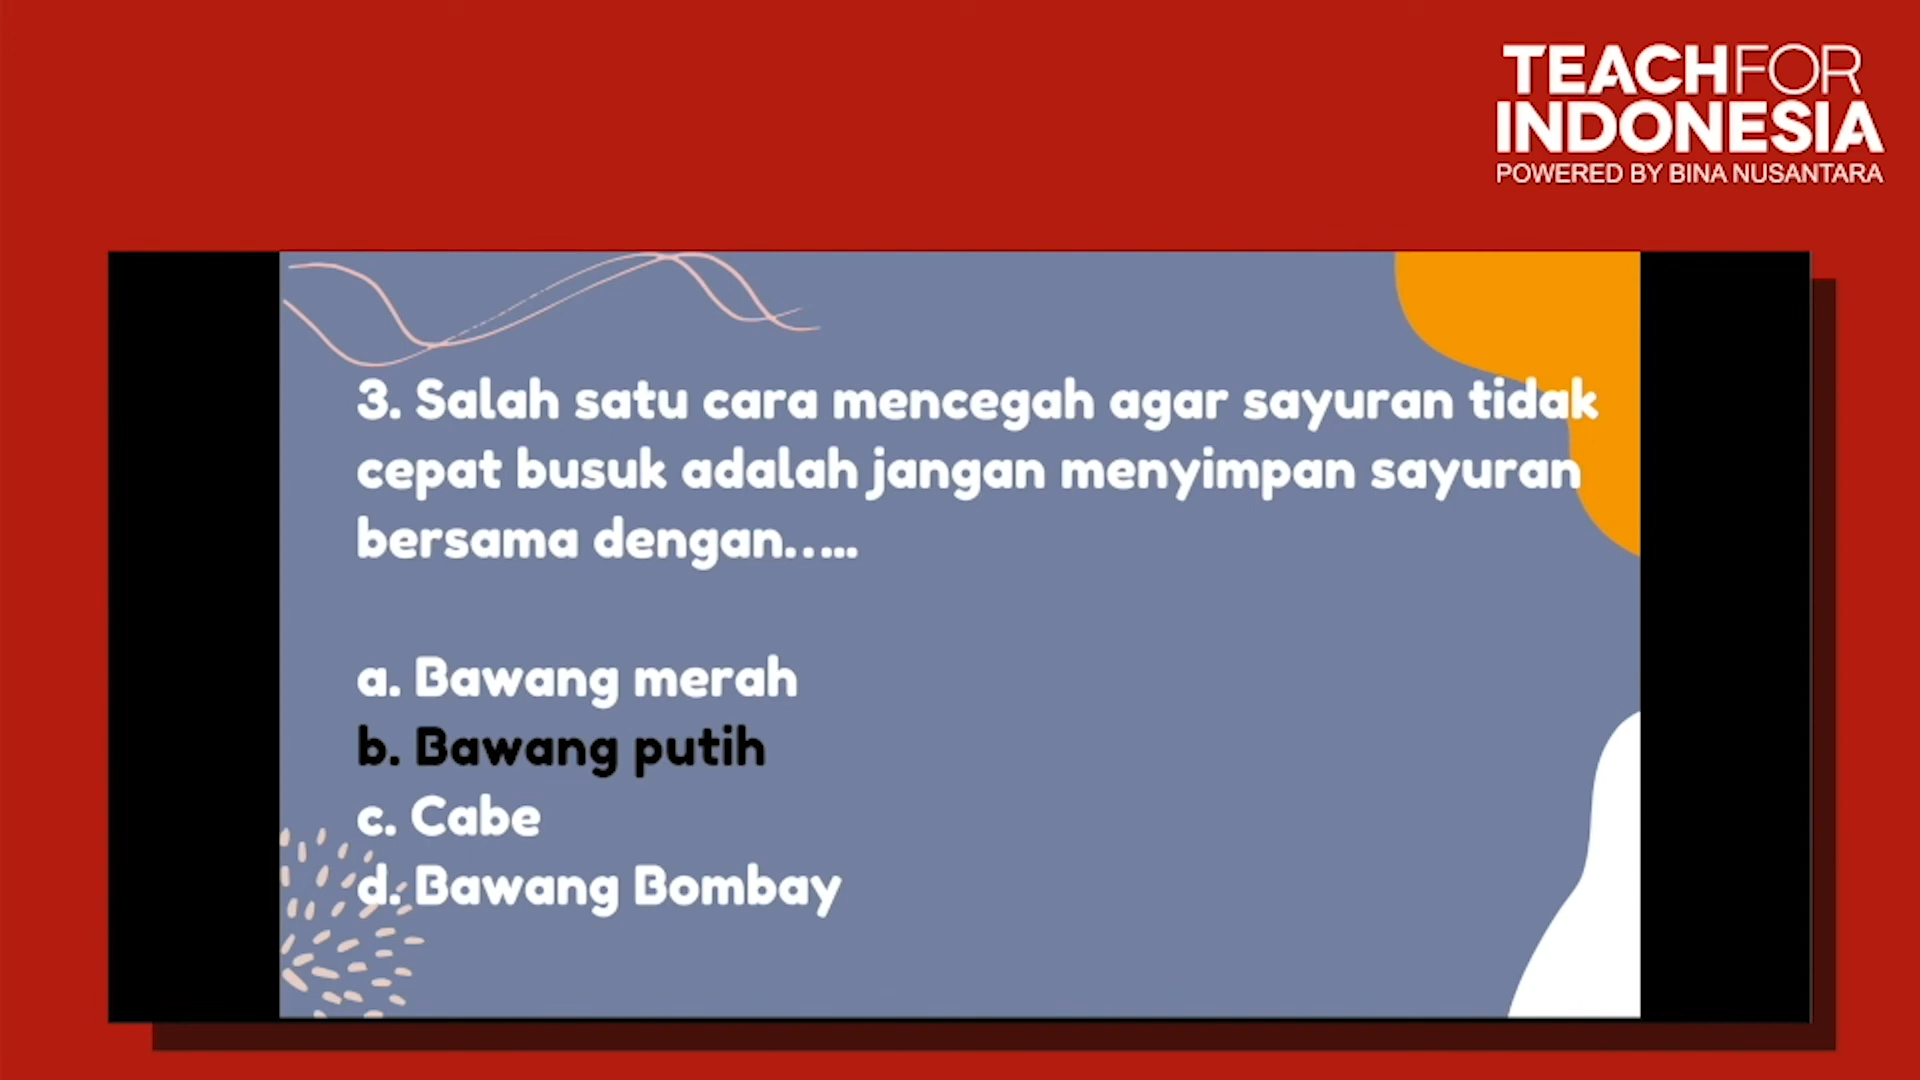 TEACHFOR
INDONESIA
POWERED BY BINA NUSANTARA
3. Salah satu cara mencegah agar sayuran tidak
cepat busuk adalah jangan menyimpan sayuran
bersama dengan.....
a. Bawang merah
b. Bawang putih
c. Cabe
d. Bawang Bombay